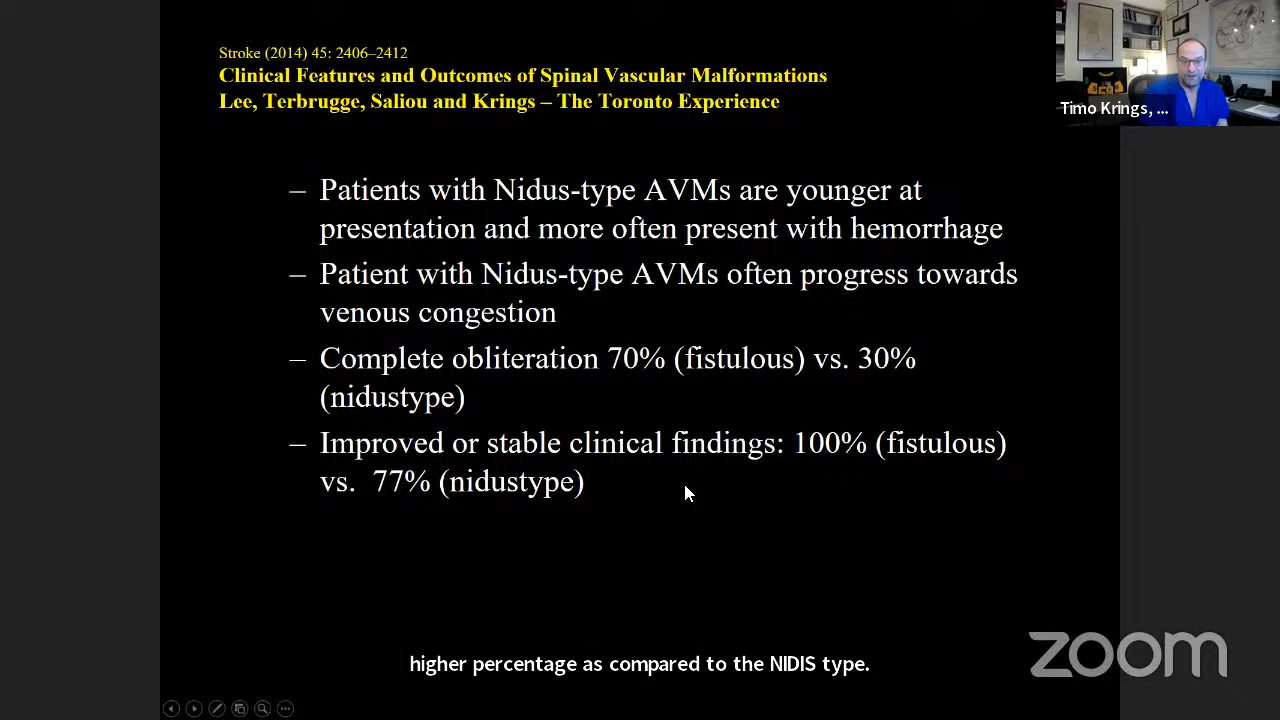 Stroke (2014) 45: 2406–2412
Clinical Features and Outcomes of Spinal Vascular Malformations
Lee, Terbrugge, Saliou and Krings – The Toronto Experience
Timo Krings, ...
– Patients with Nidus-type AVMs are younger at
presentation and more often present with hemorrhage
– Patient with Nidus-type AVMs often progress towards
venous congestion
– Complete obliteration 70% (fistulous) vs. 30%
(nidustype)
– Improved or stable clinical findings: 100% (fistulous)
vs.  77% (nidustype)
higher percentage as compared to the NIDIS type.
zoom